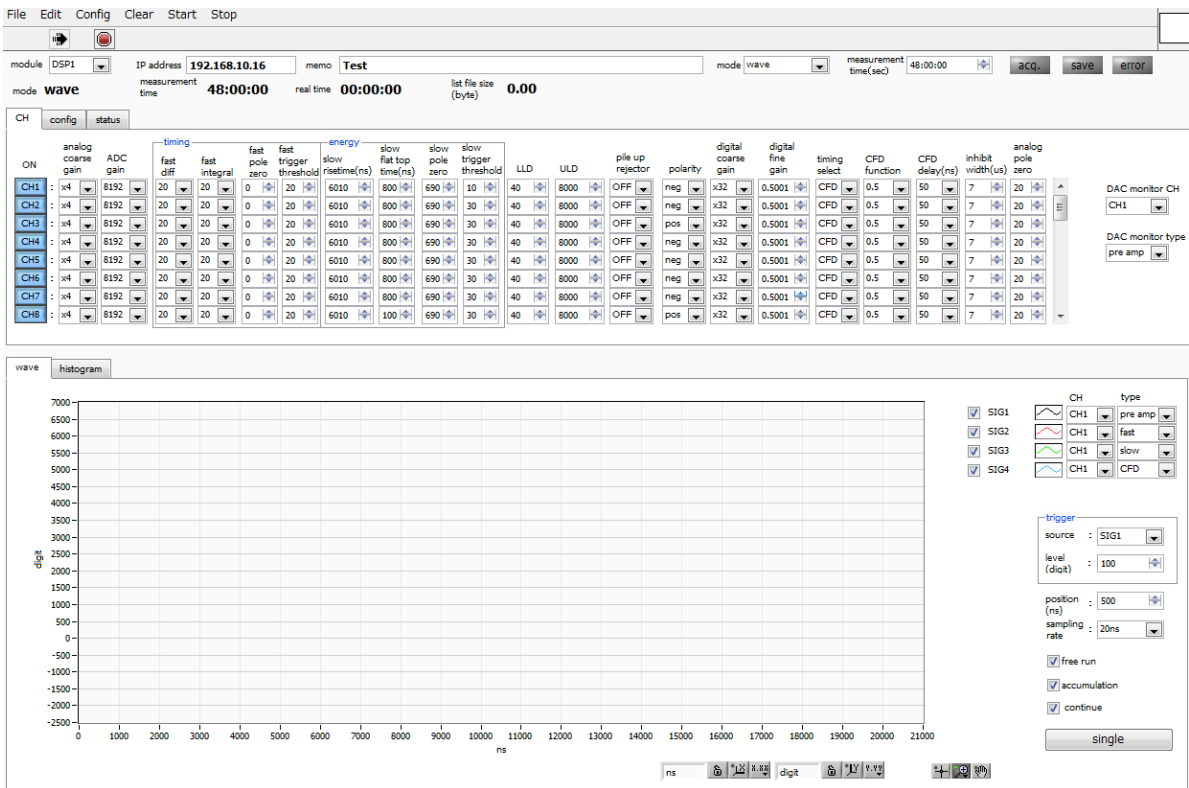 File Edit Config Clear Start Stop
module DSP1 IP address 192.168.10.16 memo Test mode wave measurement time(sec) 48:00:00 acq. save error
mode wave measurement time 48:00:00 real time 00:00:00 list file size (byte) 0.00
CH config status
timing energy
ON analog coarse gain ADC gain fast diff fast integral fast pole zero fast trigger threshold slow risetime(ns) slow flat top time(ns) slow pole zero slow trigger threshold LLD ULD pile up rejector polarity digital coarse gain digital fine gain timing select CFD function CFD delay(ns) inhibit width(us) analog pole zero
CH1 : x4 8192 20 20 0 20 6010 800 690 10 40 8000 OFF neg x32 0.5001 CFD 0.5 50 7 20
CH2 : x4 8192 20 20 0 20 6010 800 690 30 40 8000 OFF neg x32 0.5001 CFD 0.5 50 7 20
CH3 : x4 8192 20 20 0 20 6010 800 690 30 40 8000 OFF pos x32 0.5001 CFD 0.5 50 7 20
CH4 : x4 8192 20 20 0 20 6010 800 690 30 40 8000 OFF neg x32 0.5001 CFD 0.5 50 7 20
CH5 : x4 8192 20 20 0 20 6010 800 690 30 40 8000 OFF neg x32 0.5001 CFD 0.5 50 7 20
CH6 : x4 8192 20 20 0 20 6010 800 690 30 40 8000 OFF neg x32 0.5001 CFD 0.5 50 7 20
CH7 : x4 8192 20 20 0 20 6010 800 690 30 40 8000 OFF neg x32 0.5001 CFD 0.5 50 7 20
CH8 : x4 8192 20 20 0 20 6010 100 690 30 40 8000 OFF pos x32 0.5001 CFD 0.5 50 7 20
DAC monitor CH
CH1
DAC monitor type
pre amp
wave histogram
7000
6500
6000
5500
5000
4500
4000
3500
3000
2500
2000
1500
1000
500
0
-500
-1000
-1500
-2000
-2500
digit
0 1000 2000 3000 4000 5000 6000 7000 8000 9000 10000 11000 12000 13000 14000 15000 16000 17000 18000 19000 20000 21000
ns
CH type
SIG1 CH1 pre amp
SIG2 CH1 fast
SIG3 CH1 slow
SIG4 CH1 CFD
trigger
source : SIG1
level (digit) : 100
position (ns) : 500
sampling rate : 20ns
free run
accumulation
continue
single
ns X.XX digit Y.YY